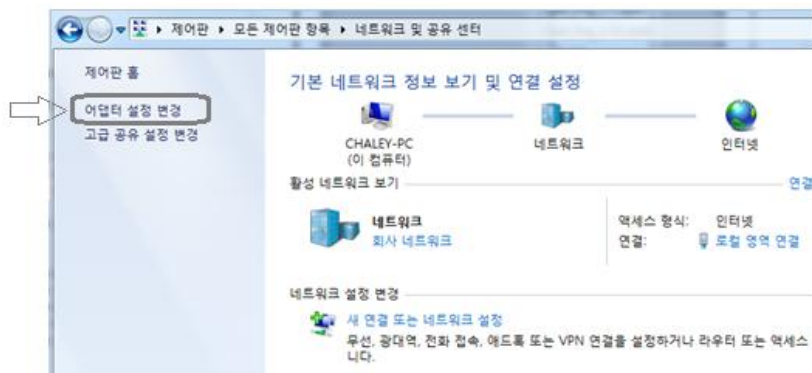 제어판 ▸ 모든 제어판 항목 ▸ 네트워크 및 공유 센터
제어판 홈
어댑터 설정 변경
고급 공유 설정 변경
기본 네트워크 정보 보기 및 연결 설정
CHALEY-PC
(이 컴퓨터)
네트워크
인터넷
활성 네트워크 보기
연결
네트워크
회사 네트워크
액세스 형식: 인터넷
연결: 로컬 영역 연결
네트워크 설정 변경
새 연결 또는 네트워크 설정
무선, 광대역, 전화 접속, 애드혹 또는 VPN 연결을 설정하거나 라우터 또는 액세스
니다.